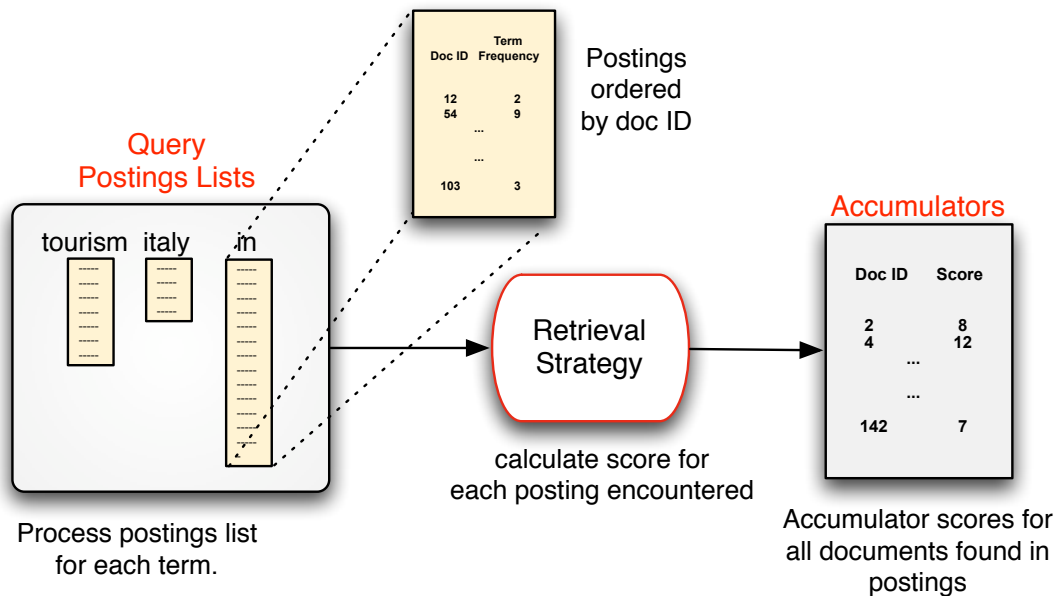 Term
Doc ID Frequency
12 2
54 9
...
...
103 3
Postings
ordered
by doc ID
Query
Postings Lists
tourism italy in
Process postings list
for each term.
Retrieval
Strategy
calculate score for
each posting encountered
Accumulators
Doc ID Score
2 8
4 12
...
...
142 7
Accumulator scores for
all documents found in
postings